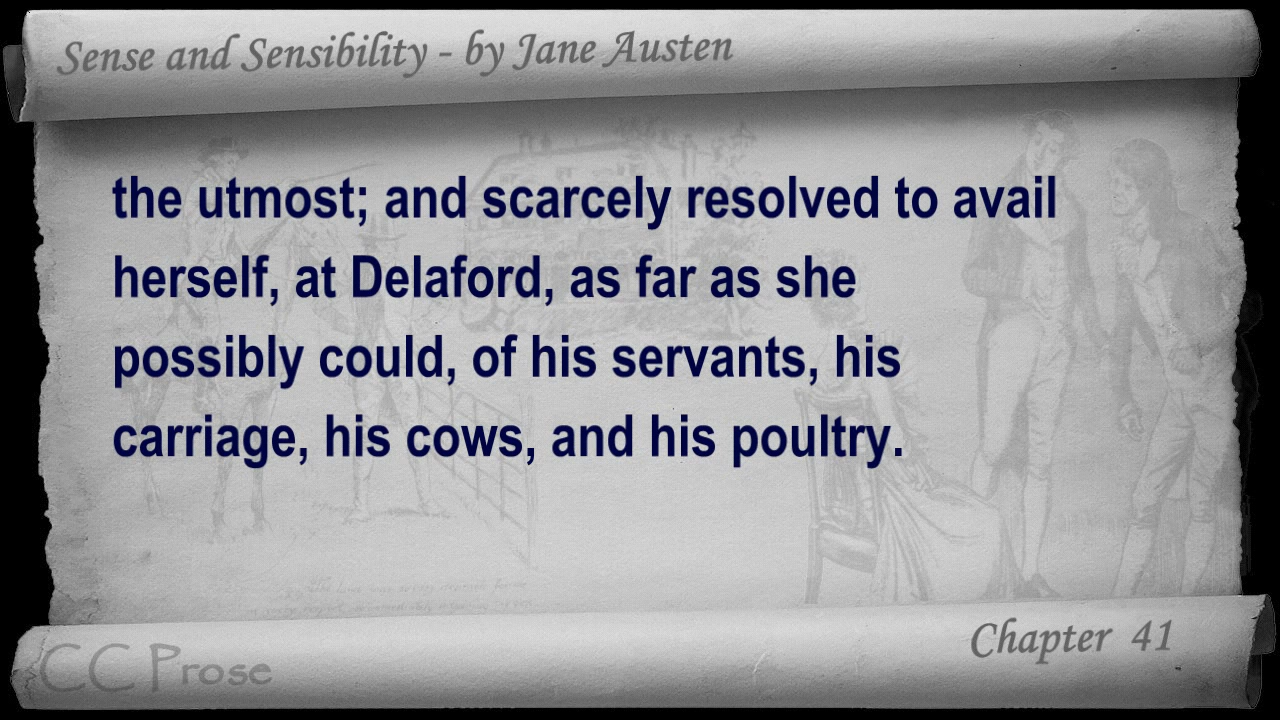 Sense and Sensibility - by Jane Austen
the utmost; and scarcely resolved to avail
herself, at Delaford, as far as she
possibly could, of his servants, his
carriage, his cows, and his poultry.
Chapter 41
CC Prose